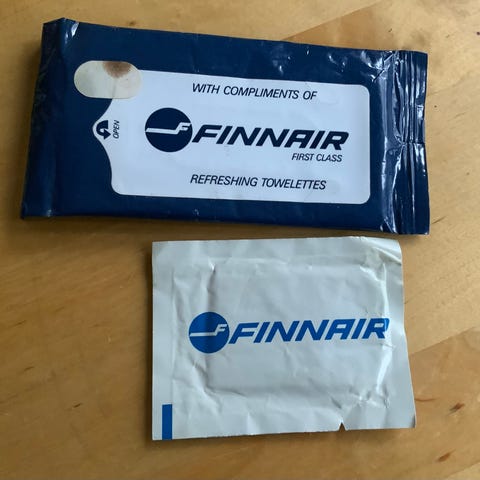 WITH COMPLIMENTS OF
OPEN
FINNAIR
FIRST CLASS
REFRESHING TOWELETTES
FINNAIR